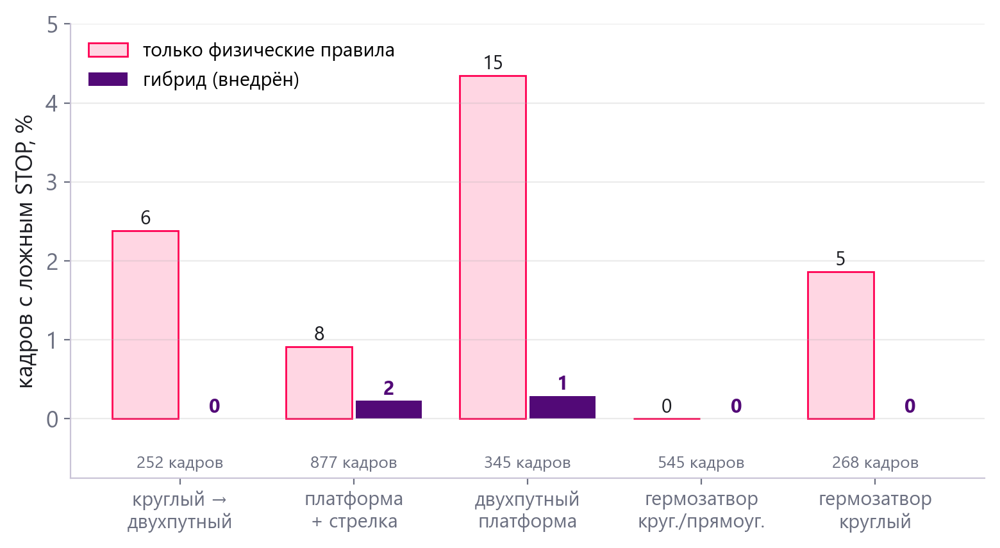 только физические правила
гибрид (внедрён)
кадров с ложным STOP, %
5
4
3
2
1
0
6
0
8
2
15
1
0
0
5
0
252 кадров
877 кадров
345 кадров
545 кадров
268 кадров
круглый →
двухпутный
платформа
+ стрелка
двухпутный
платформа
гермозатвор
круг./прямоуг.
гермозатвор
круглый